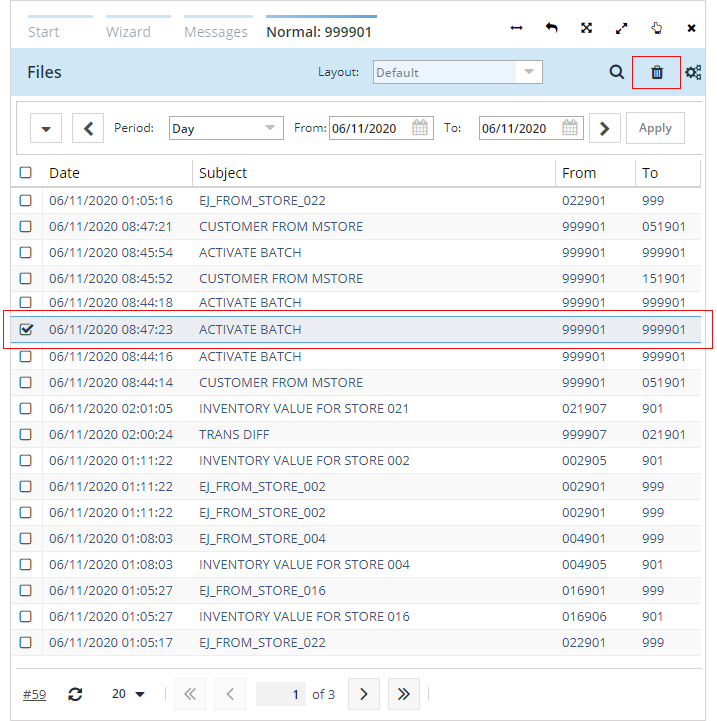 Start Wizard Messages Normal: 999901
Files Layout: Default
Period: Day From: 06/11/2020 To: 06/11/2020 Apply
Date Subject From To
06/11/2020 01:05:16 EJ_FROM_STORE_022 022901 999
06/11/2020 08:47:21 CUSTOMER FROM MSTORE 999901 051901
06/11/2020 08:45:54 ACTIVATE BATCH 999901 999901
06/11/2020 08:45:52 CUSTOMER FROM MSTORE 999901 151901
06/11/2020 08:44:18 ACTIVATE BATCH 999901 999901
06/11/2020 08:47:23 ACTIVATE BATCH 999901 999901
06/11/2020 08:44:16 ACTIVATE BATCH 999901 999901
06/11/2020 08:44:14 CUSTOMER FROM MSTORE 999901 051901
06/11/2020 02:01:05 INVENTORY VALUE FOR STORE 021 021907 901
06/11/2020 02:00:24 TRANS DIFF 999907 021901
06/11/2020 01:11:22 INVENTORY VALUE FOR STORE 002 002905 901
06/11/2020 01:11:22 EJ_FROM_STORE_002 002901 999
06/11/2020 01:11:22 EJ_FROM_STORE_002 002901 999
06/11/2020 01:08:03 EJ_FROM_STORE_004 004901 999
06/11/2020 01:08:03 INVENTORY VALUE FOR STORE 004 004905 901
06/11/2020 01:05:27 EJ_FROM_STORE_016 016901 999
06/11/2020 01:05:27 INVENTORY VALUE FOR STORE 016 016906 901
06/11/2020 01:05:17 EJ_FROM_STORE_022 022901 999
#59 20 1 of 3